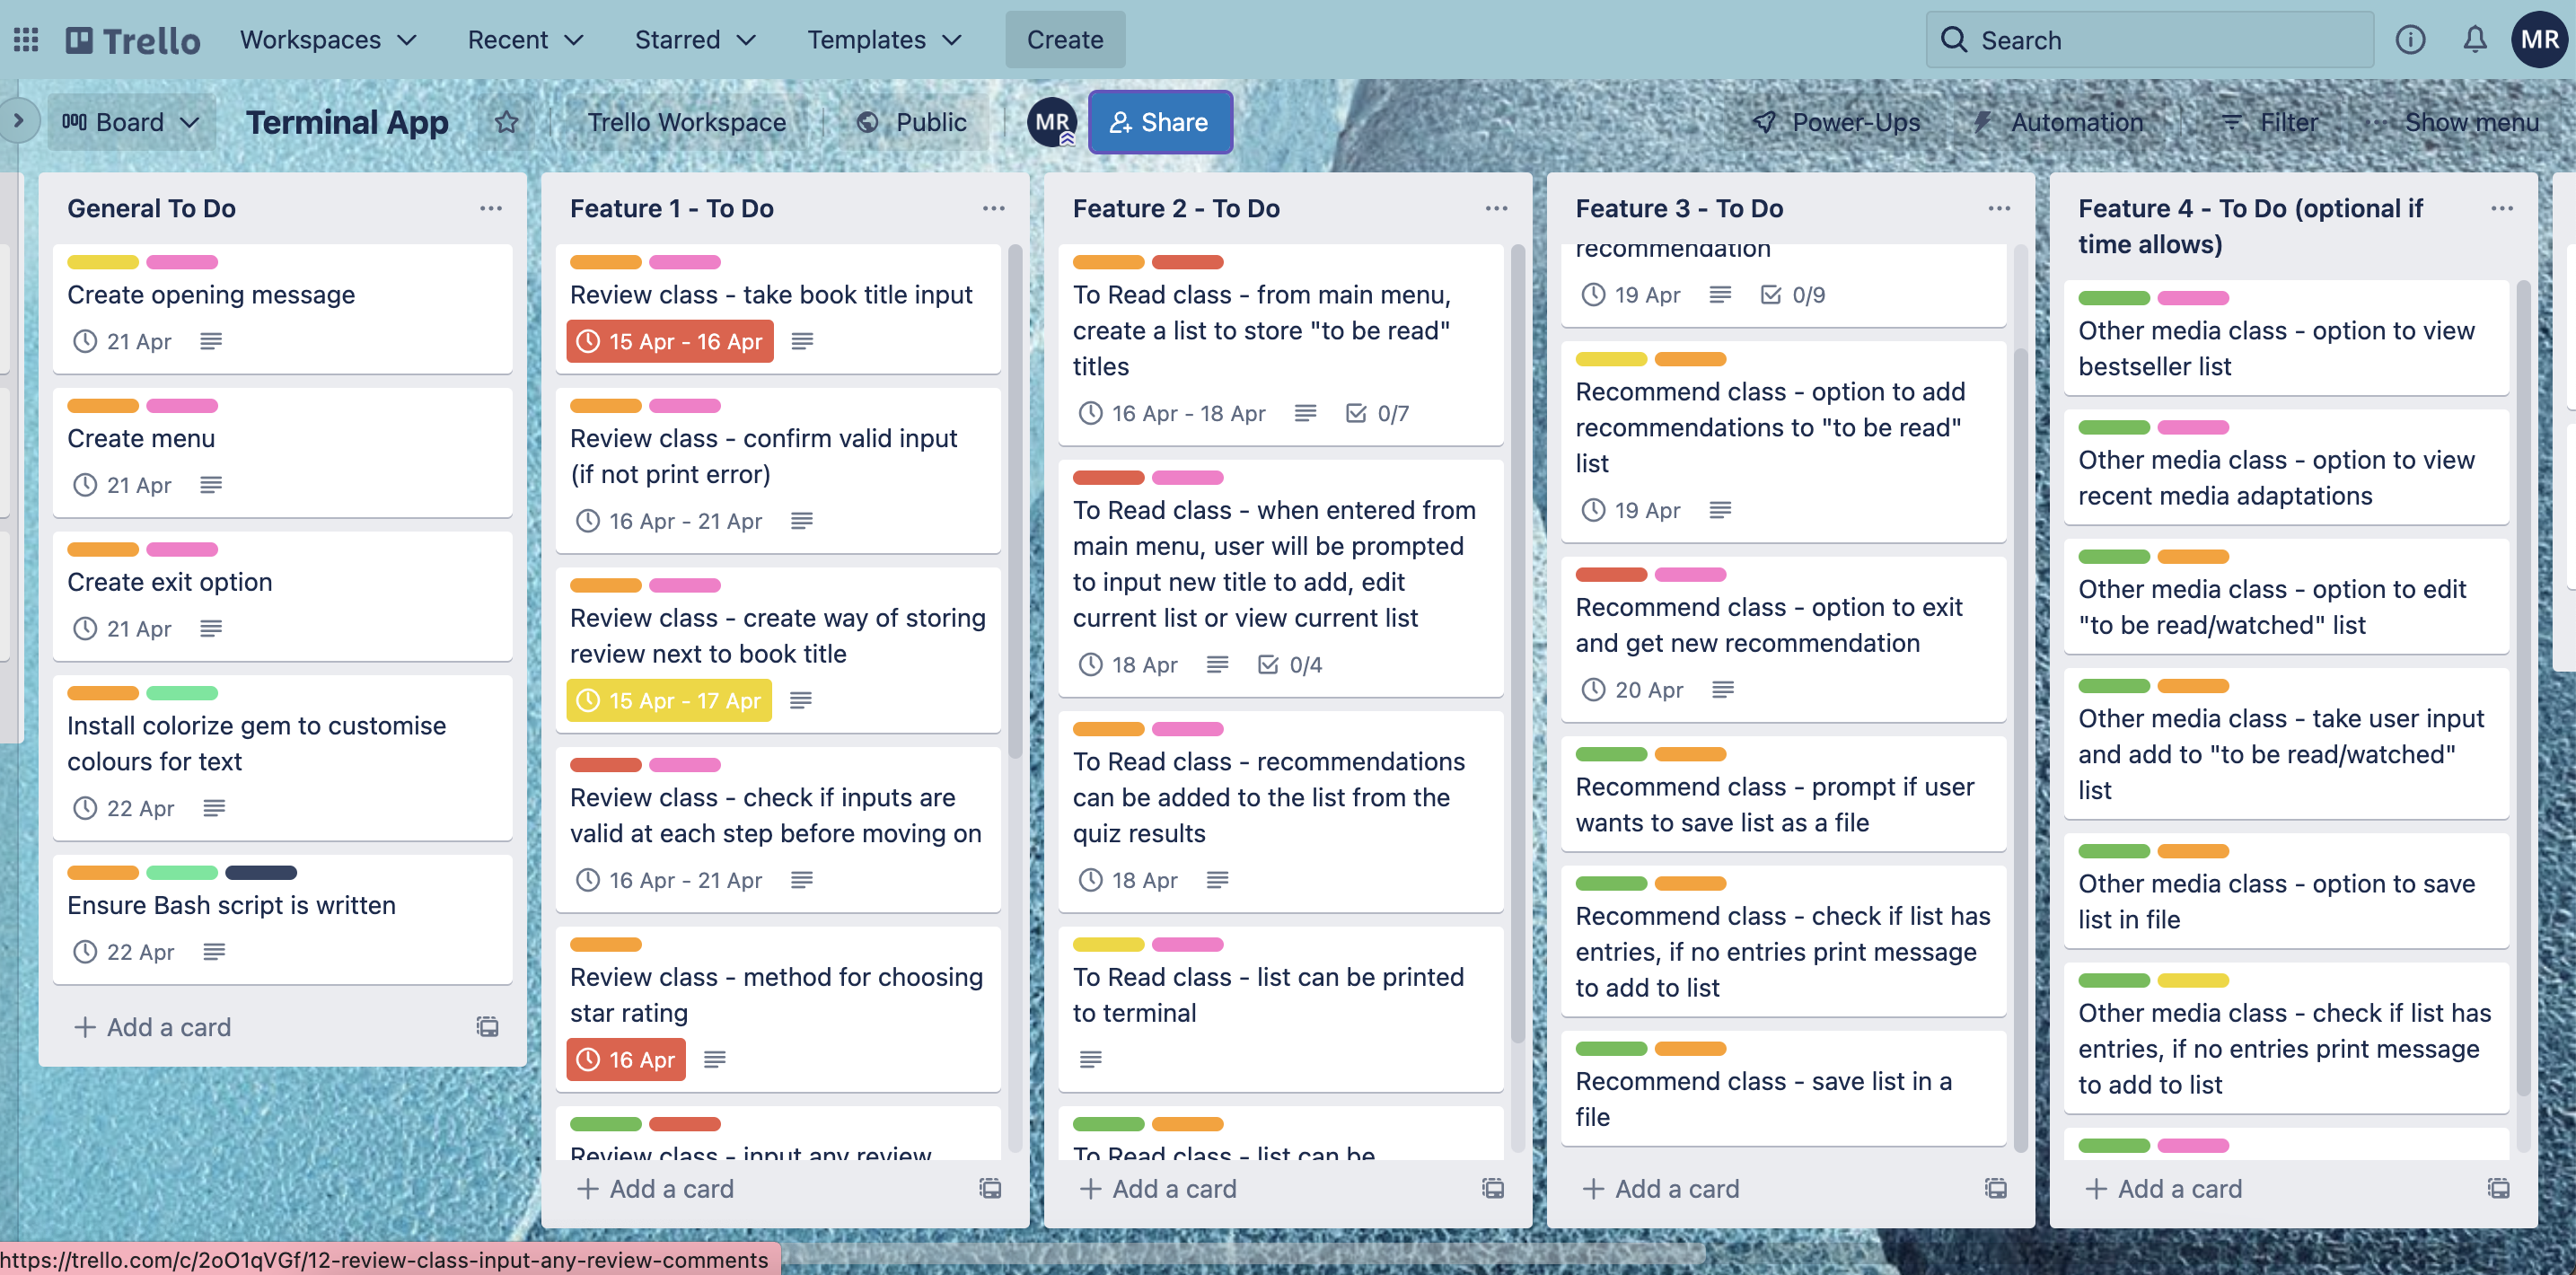 Trello
Workspaces
Recent
Starred
Templates
Create
Search
MR
Board
Terminal App
Trello Workspace
Public
MR
Share
Power-Ups
Automation
Filter
Show menu
General To Do
Create opening message
21 Apr
Create menu
21 Apr
Create exit option
21 Apr
Install colorize gem to customise
colours for text
22 Apr
Ensure Bash script is written
22 Apr
Add a card
Feature 1 - To Do
Review class - take book title input
15 Apr - 16 Apr
Review class - confirm valid input
(if not print error)
16 Apr - 21 Apr
Review class - create way of storing
review next to book title
15 Apr - 17 Apr
Review class - check if inputs are
valid at each step before moving on
16 Apr - 21 Apr
Review class - method for choosing
star rating
16 Apr
Review class - input any review
Add a card
Feature 2 - To Do
To Read class - from main menu,
create a list to store "to be read"
titles
16 Apr - 18 Apr
0/7
To Read class - when entered from
main menu, user will be prompted
to input new title to add, edit
current list or view current list
18 Apr
0/4
To Read class - recommendations
can be added to the list from the
quiz results
18 Apr
To Read class - list can be printed
to terminal
To Read class - list can be
Add a card
Feature 3 - To Do
recommendation
19 Apr
0/9
Recommend class - option to add
recommendations to "to be read"
list
19 Apr
Recommend class - option to exit
and get new recommendation
20 Apr
Recommend class - prompt if user
wants to save list as a file
Recommend class - check if list has
entries, if no entries print message
to add to list
Recommend class - save list in a
file
Add a card
Feature 4 - To Do (optional if
time allows)
Other media class - option to view
bestseller list
Other media class - option to view
recent media adaptations
Other media class - option to edit
"to be read/watched" list
Other media class - take user input
and add to "to be read/watched"
list
Other media class - option to save
list in file
Other media class - check if list has
entries, if no entries print message
to add to list
Add a card
https://trello.com/c/2oO1qVGf/12-review-class-input-any-review-comments